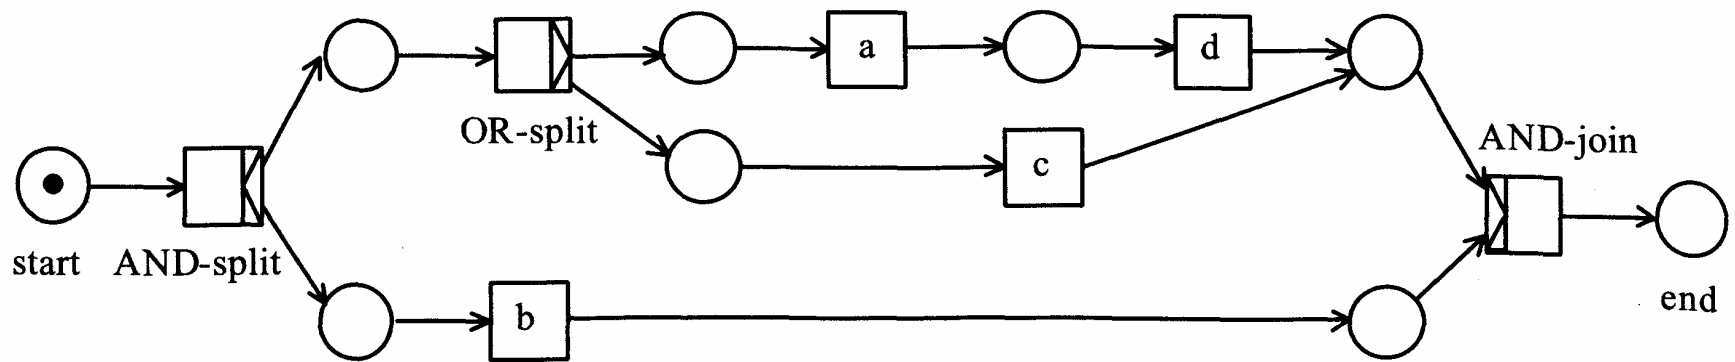 a
d
OR-split
AND-join
c
start
AND-split
b
end